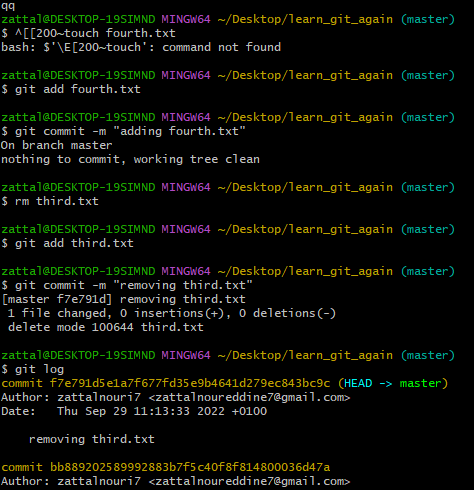 qq
zattal@DESKTOP-19SIMND MINGW64 ~/Desktop/learn_git_again (master)
$ ^[[200~touch fourth.txt
bash: $'\E[200~touch': command not found
zattal@DESKTOP-19SIMND MINGW64 ~/Desktop/learn_git_again (master)
$ git add fourth.txt
zattal@DESKTOP-19SIMND MINGW64 ~/Desktop/learn_git_again (master)
$ git commit -m "adding fourth.txt"
On branch master
nothing to commit, working tree clean
zattal@DESKTOP-19SIMND MINGW64 ~/Desktop/learn_git_again (master)
$ rm third.txt
zattal@DESKTOP-19SIMND MINGW64 ~/Desktop/learn_git_again (master)
$ git add third.txt
zattal@DESKTOP-19SIMND MINGW64 ~/Desktop/learn_git_again (master)
$ git commit -m "removing third.txt"
[master f7e791d] removing third.txt
 1 file changed, 0 insertions(+), 0 deletions(-)
 delete mode 100644 third.txt
zattal@DESKTOP-19SIMND MINGW64 ~/Desktop/learn_git_again (master)
$ git log
commit f7e791d5e1a7f677fd35e9b4641d279ec843bc9c (HEAD -> master)
Author: zattalnouri7 <zattalnoureddine7@gmail.com>
Date:   Thu Sep 29 11:13:33 2022 +0100
    removing third.txt
commit bb889202589992883b7f5c40f8f814800036d47a
Author: zattalnouri7 <zattalnoureddine7@gmail.com>